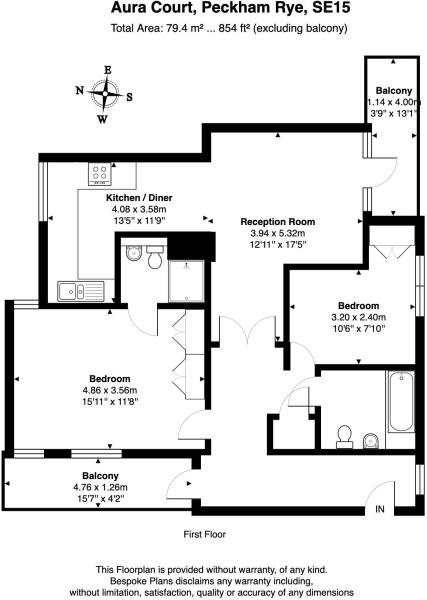 Aura Court, Peckham Rye, SE15
Total Area: 79.4 m² ... 854 ft² (excluding balcony)
E
N
S
W
Balcony
1.14 x 4.00m
3'9" x 13'1"
Kitchen / Diner
4.08 x 3.58m
13'5" x 11'9"
Reception Room
3.94 x 5.32m
12'11" x 17'5"
Bedroom
3.20 x 2.40m
10'6" x 7'10"
Bedroom
4.86 x 3.56m
15'11" x 11'8"
Balcony
4.76 x 1.26m
15'7" x 4'2"
IN
First Floor
This Floorplan is provided without warranty, of any kind.
Bespoke Plans disclaims any warranty including,
without limitation, satisfaction, quality or accuracy of any dimensions